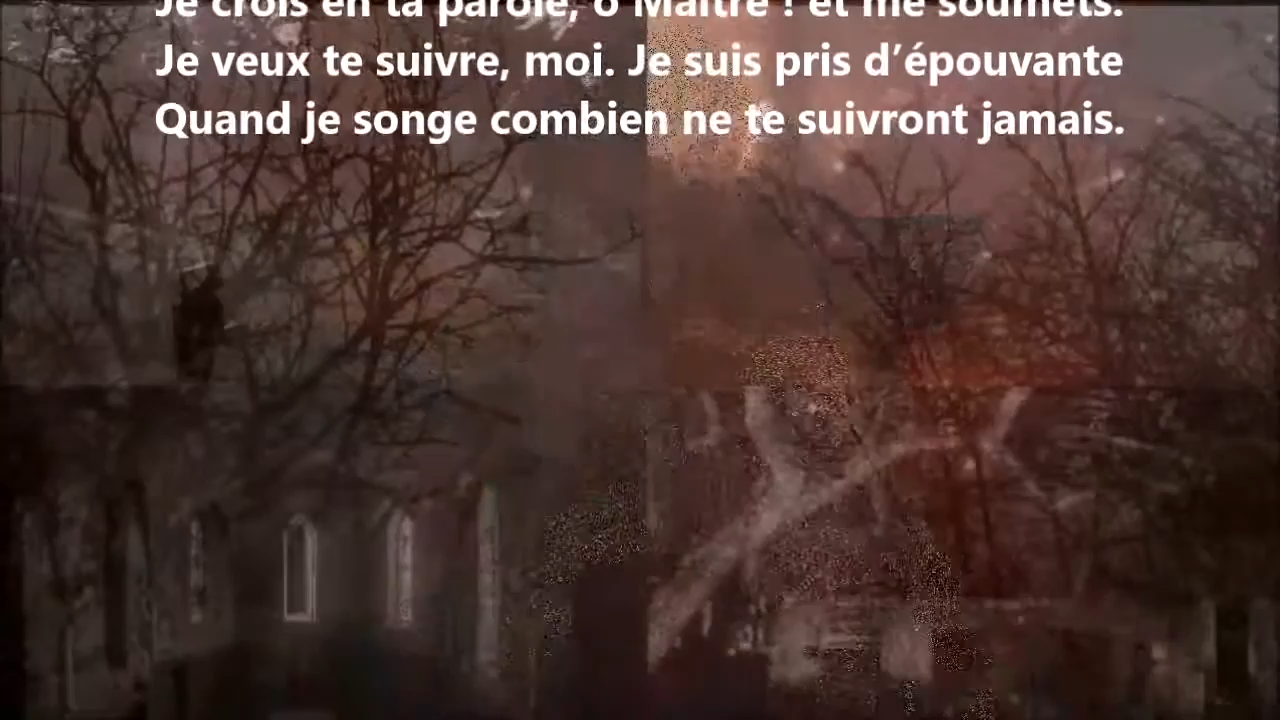 Je crois en ta parole, ô Maître ! et me soumets.
Je veux te suivre, moi. Je suis pris d’épouvante
Quand je songe combien ne te suivront jamais.